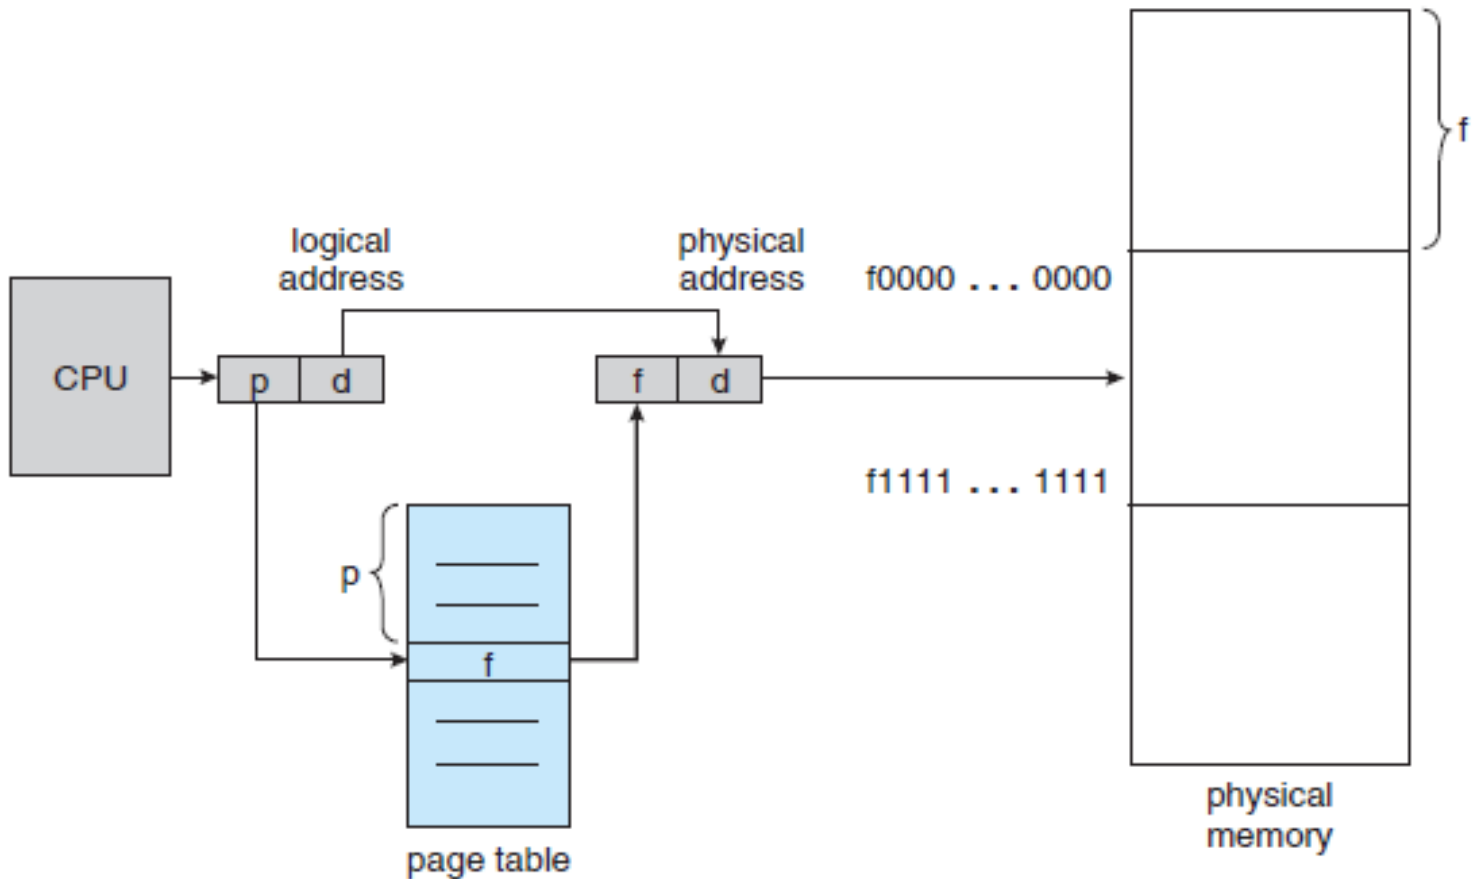 f
logical
address
physical
address
f0000 ... 0000
CPU
p
d
f
d
f1111 ... 1111
p
f
page table
physical
memory